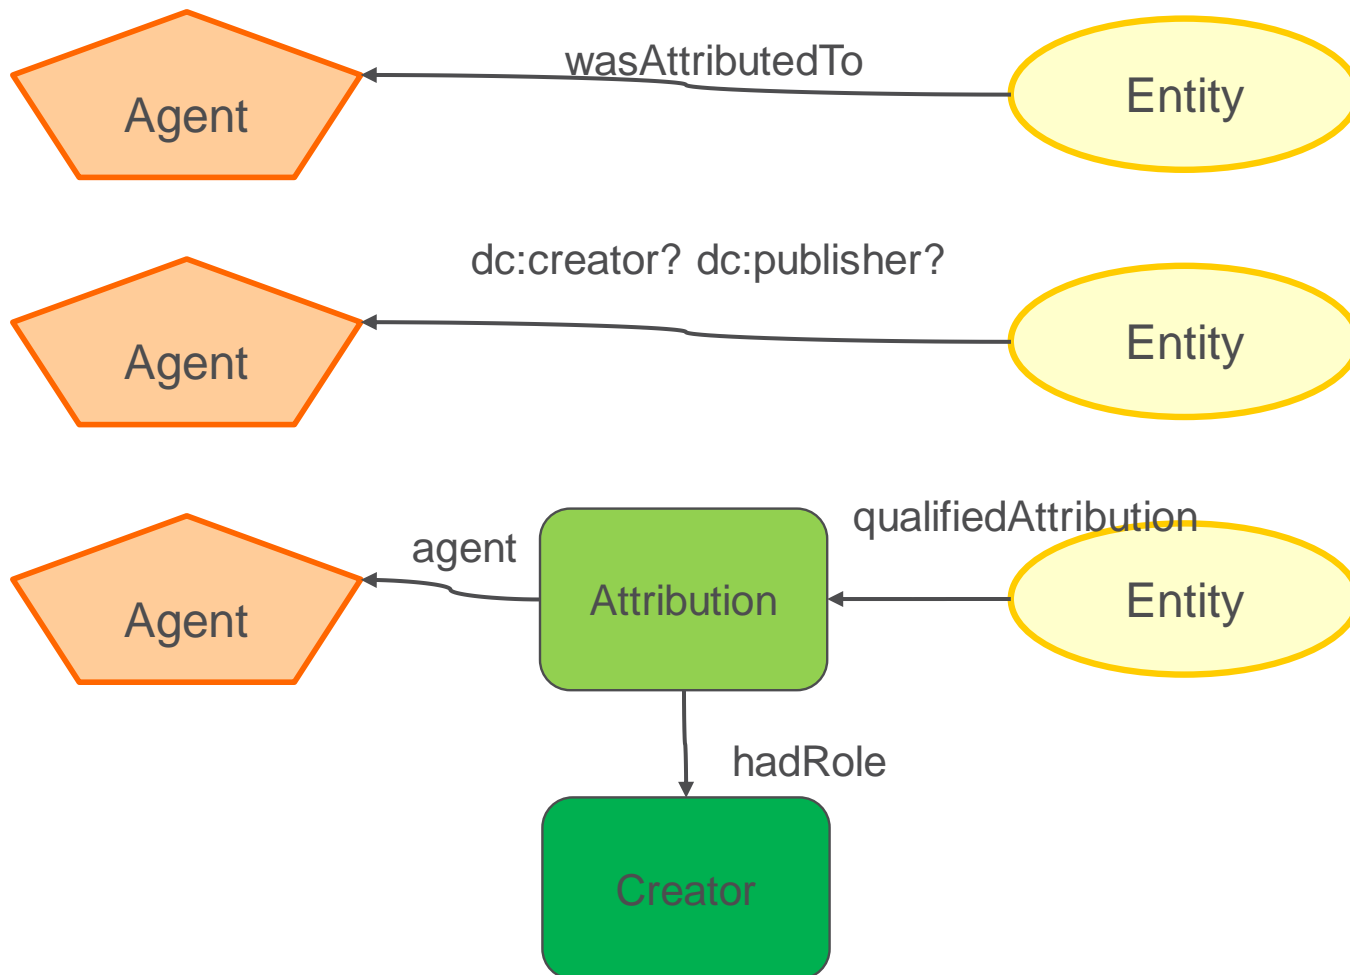 wasAttributedTo
Agent
Entity
dc:creator? dc:publisher?
Agent
Entity
qualifiedAttribution
agent
Attribution
Agent
Entity
hadRole
Creator